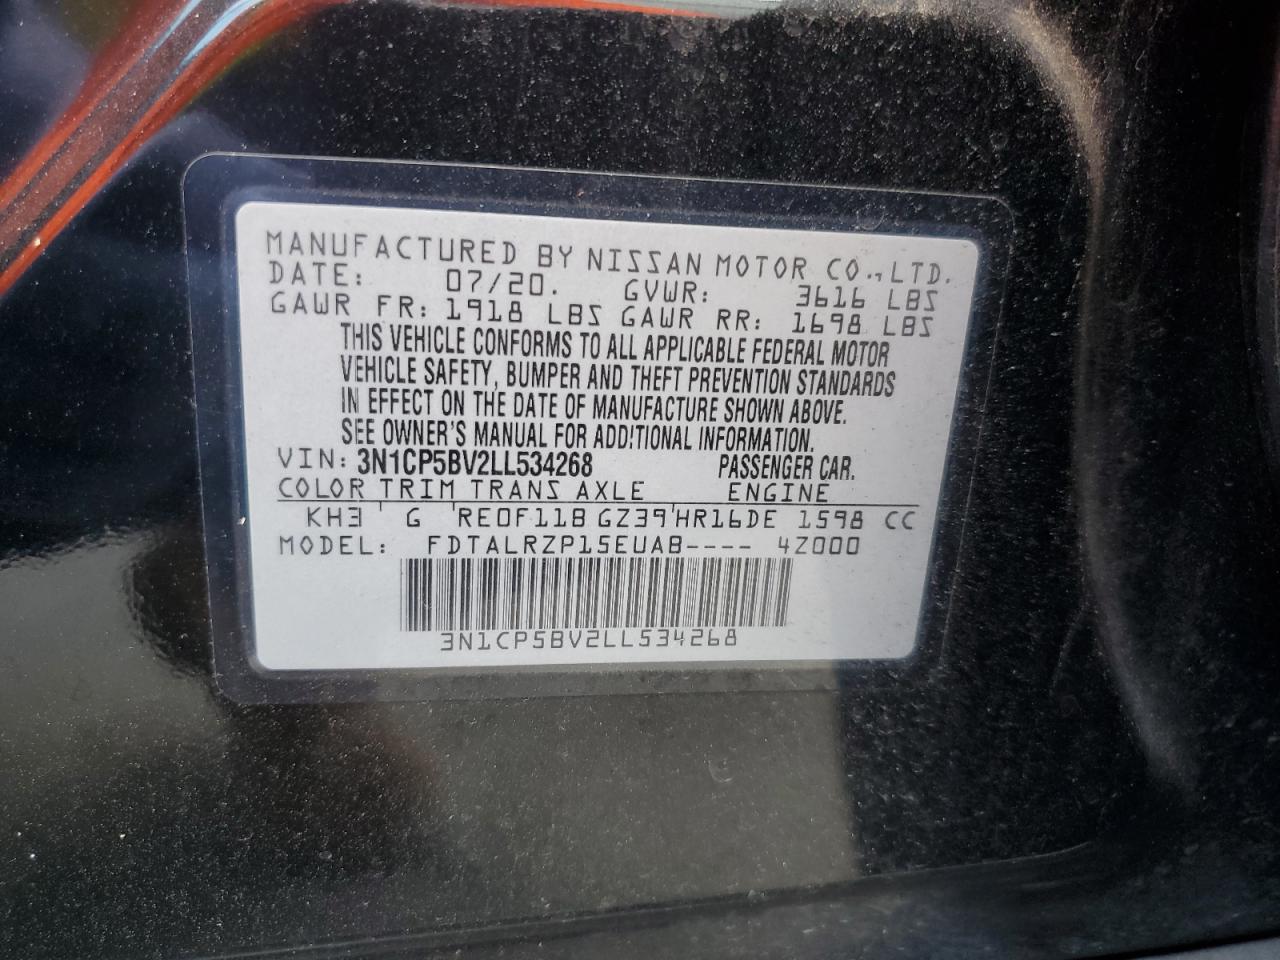 MANUFACTURED BY NISSAN MOTOR CO., LTD.
DATE: 07/20. GVWR: 3616 LBS
GAWR FR: 1918 LBS GAWR RR: 1698 LBS
THIS VEHICLE CONFORMS TO ALL APPLICABLE FEDERAL MOTOR
VEHICLE SAFETY, BUMPER AND THEFT PREVENTION STANDARDS
IN EFFECT ON THE DATE OF MANUFACTURE SHOWN ABOVE.
SEE OWNER'S MANUAL FOR ADDITIONAL INFORMATION.
VIN: 3N1CP5BV2LL534268 PASSENGER CAR.
COLOR TRIM TRANS AXLE ENGINE
KH3 G RE0F11B GZ39 HR16DE 1598 CC
MODEL: FDTALRZP15EUAB---- 4Z000
3N1CP5BV2LL534268